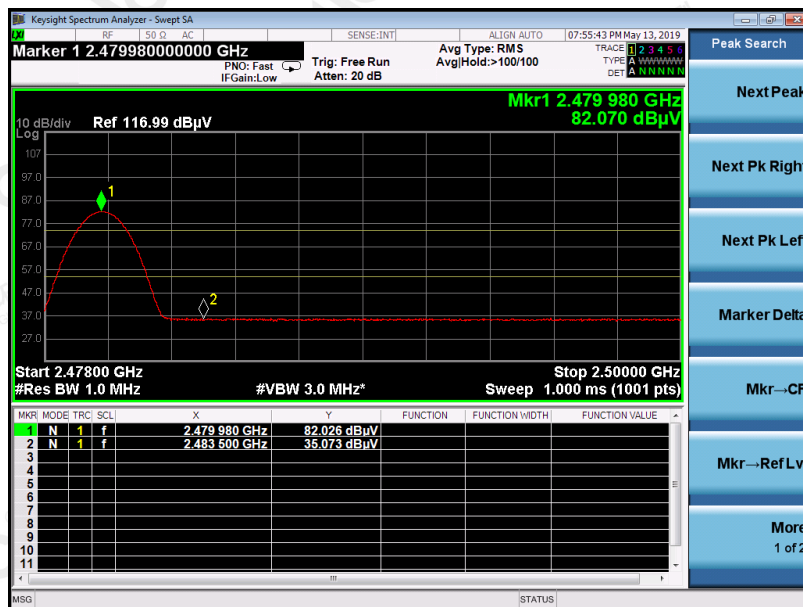 Keysight Spectrum Analyzer - Swept SA
LXI RF 50 Ω AC SENSE:INT ALIGN AUTO 07:55:43 PM May 13, 2019
Marker 1 2.479980000000 GHz
PNO: Fast
IFGain:Low
Trig: Free Run
Atten: 20 dB
Avg Type: RMS
Avg|Hold:>100/100
TRACE 1 2 3 4 5 6
TYPE A WWWWW
DET A N N N N N
Mkr1 2.479 980 GHz
82.070 dBµV
10 dB/div Ref 116.99 dBµV
Log
107
97.0
87.0
77.0
67.0
57.0
47.0
37.0
27.0
1
2
Start 2.47800 GHz Stop 2.50000 GHz
#Res BW 1.0 MHz #VBW 3.0 MHz* Sweep 1.000 ms (1001 pts)
MKR MODE TRC SCL X Y FUNCTION FUNCTION WIDTH FUNCTION VALUE
1 N 1 f 2.479 980 GHz 82.026 dBµV
2 N 1 f 2.483 500 GHz 35.073 dBµV
3
4
5
6
7
8
9
10
11
MSG STATUS
Peak Search
Next Peak
Next Pk Right
Next Pk Left
Marker Delta
Mkr→CF
Mkr→Ref Lv
More
1 of 2